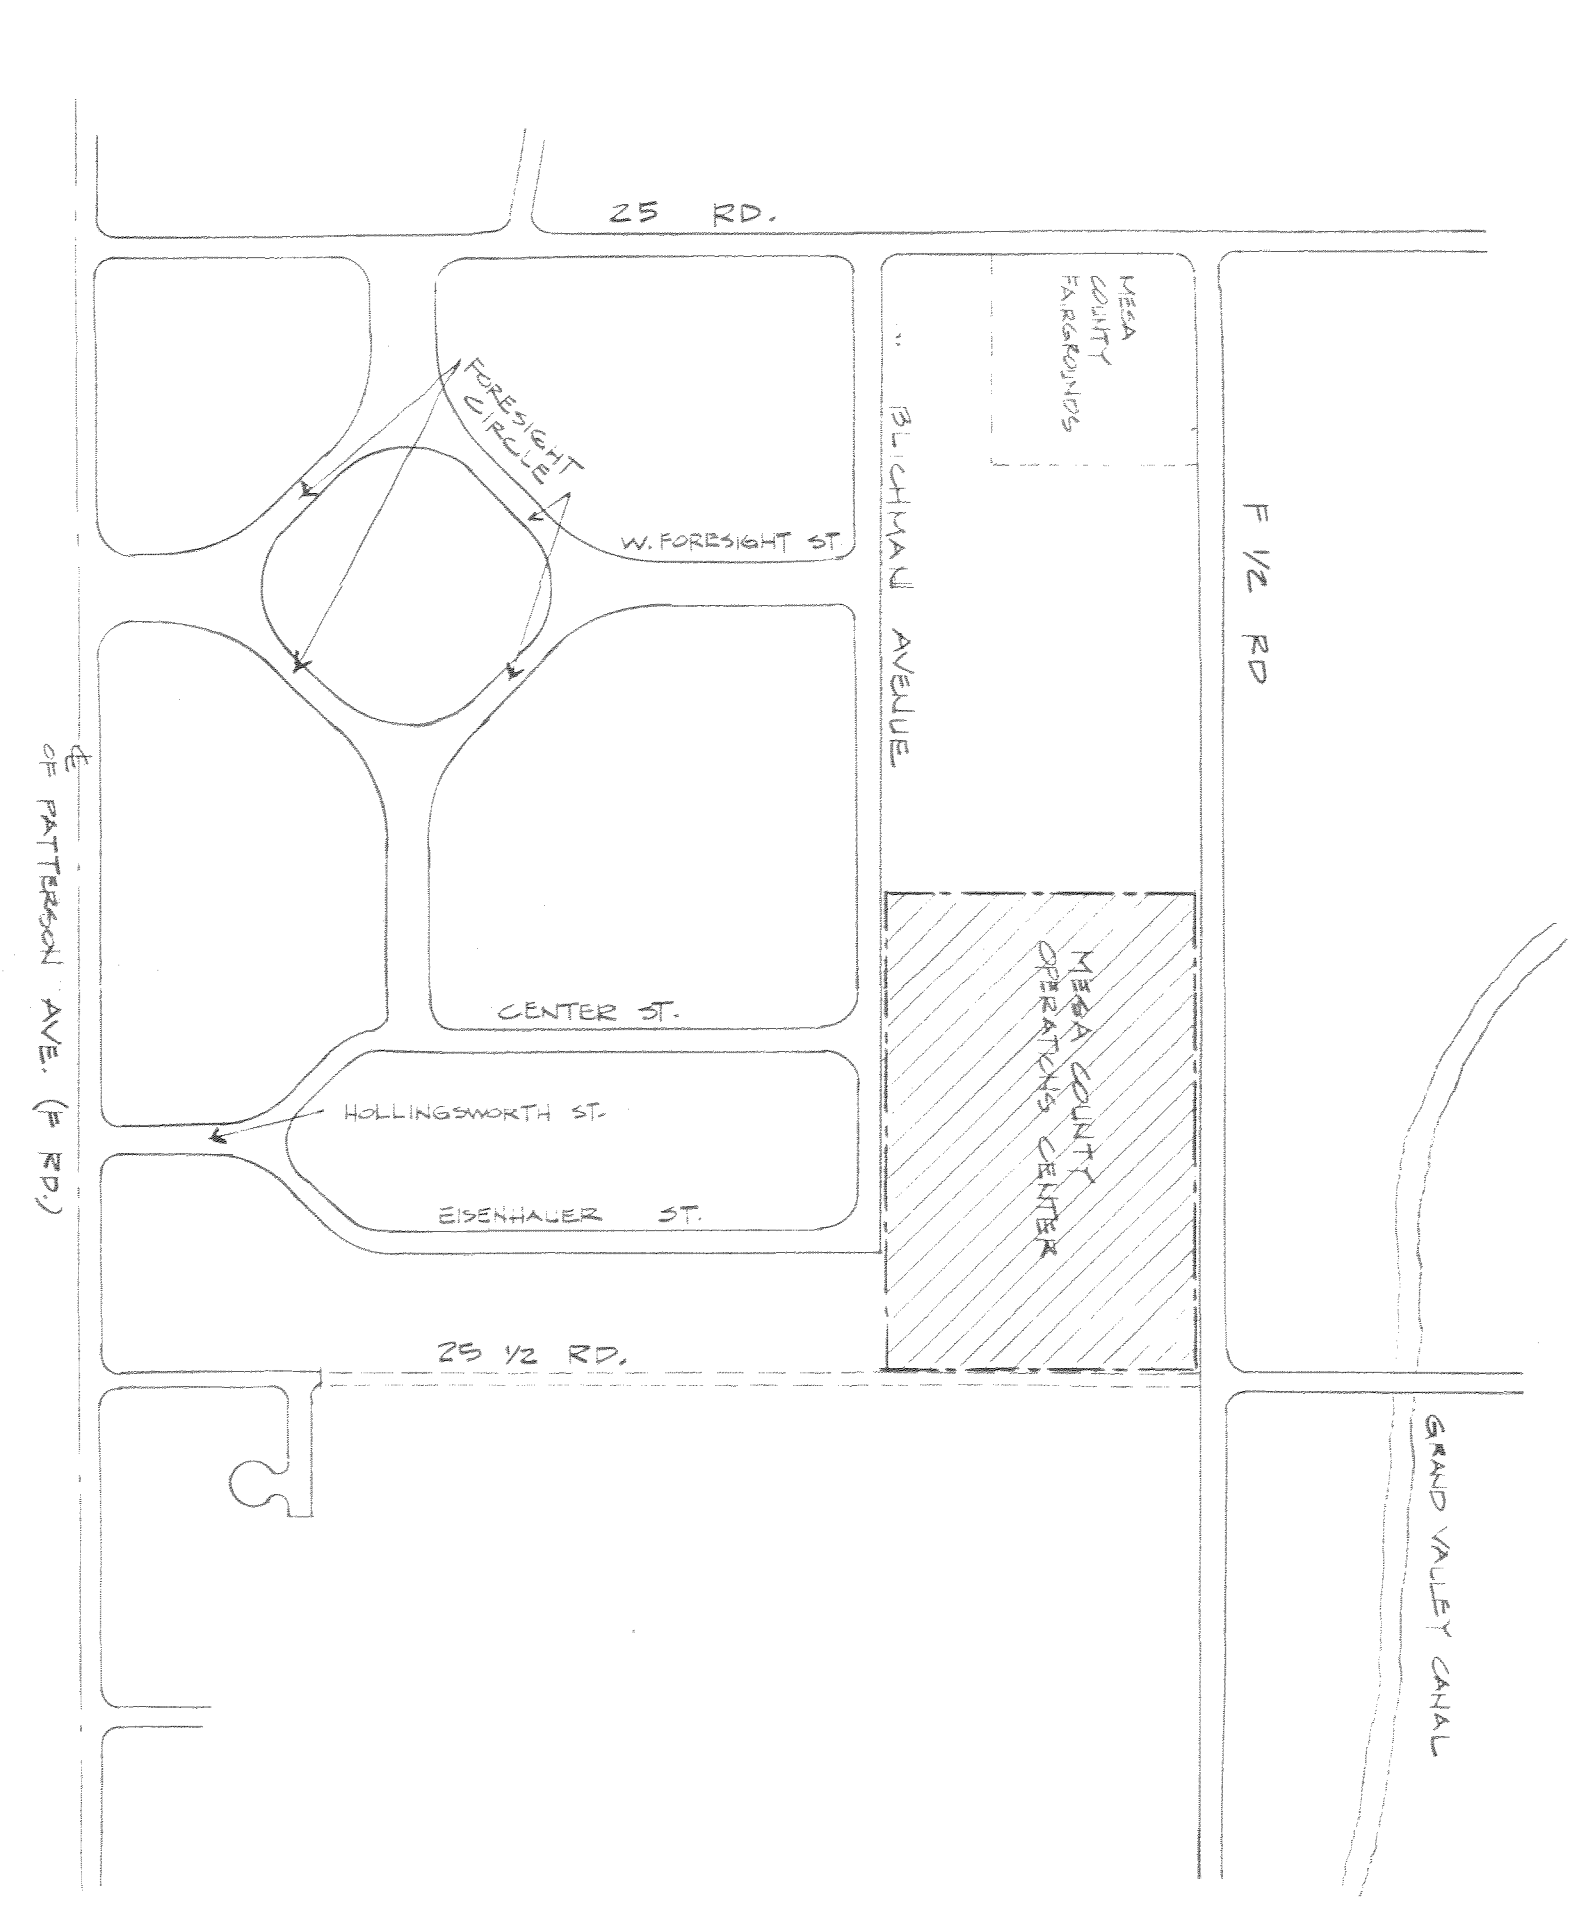 25 RD.
MESA
COUNTY
FAIRGROUNDS
FORESIGHT
CIRCLE
W. FORESIGHT ST.
BLICHMAN AVENUE
F 1/2 RD
℄
OF PATTERSON AVE. (F RD.)
MESA COUNTY
OPERATIONS CENTER
CENTER ST.
HOLLINGSWORTH ST.
EISENHAUER ST.
25 1/2 RD.
GRAND VALLEY CANAL